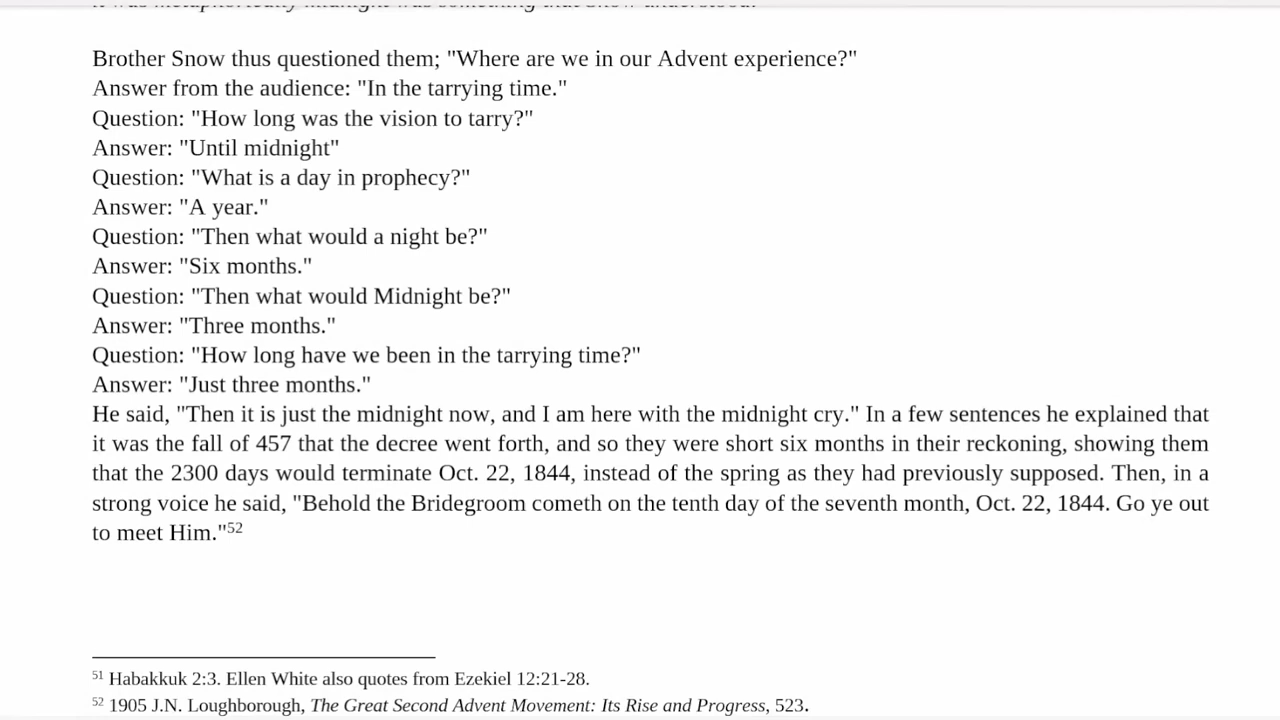 it was metaphorically midnight was something that Snow understood.
Brother Snow thus questioned them; "Where are we in our Advent experience?"
Answer from the audience: "In the tarrying time."
Question: "How long was the vision to tarry?"
Answer: "Until midnight"
Question: "What is a day in prophecy?"
Answer: "A year."
Question: "Then what would a night be?"
Answer: "Six months."
Question: "Then what would Midnight be?"
Answer: "Three months."
Question: "How long have we been in the tarrying time?"
Answer: "Just three months."
He said, "Then it is just the midnight now, and I am here with the midnight cry." In a few sentences he explained that
it was the fall of 457 that the decree went forth, and so they were short six months in their reckoning, showing them
that the 2300 days would terminate Oct. 22, 1844, instead of the spring as they had previously supposed. Then, in a
strong voice he said, "Behold the Bridegroom cometh on the tenth day of the seventh month, Oct. 22, 1844. Go ye out
to meet Him."52
51 Habakkuk 2:3. Ellen White also quotes from Ezekiel 12:21-28.
52 1905 J.N. Loughborough, The Great Second Advent Movement: Its Rise and Progress, 523.